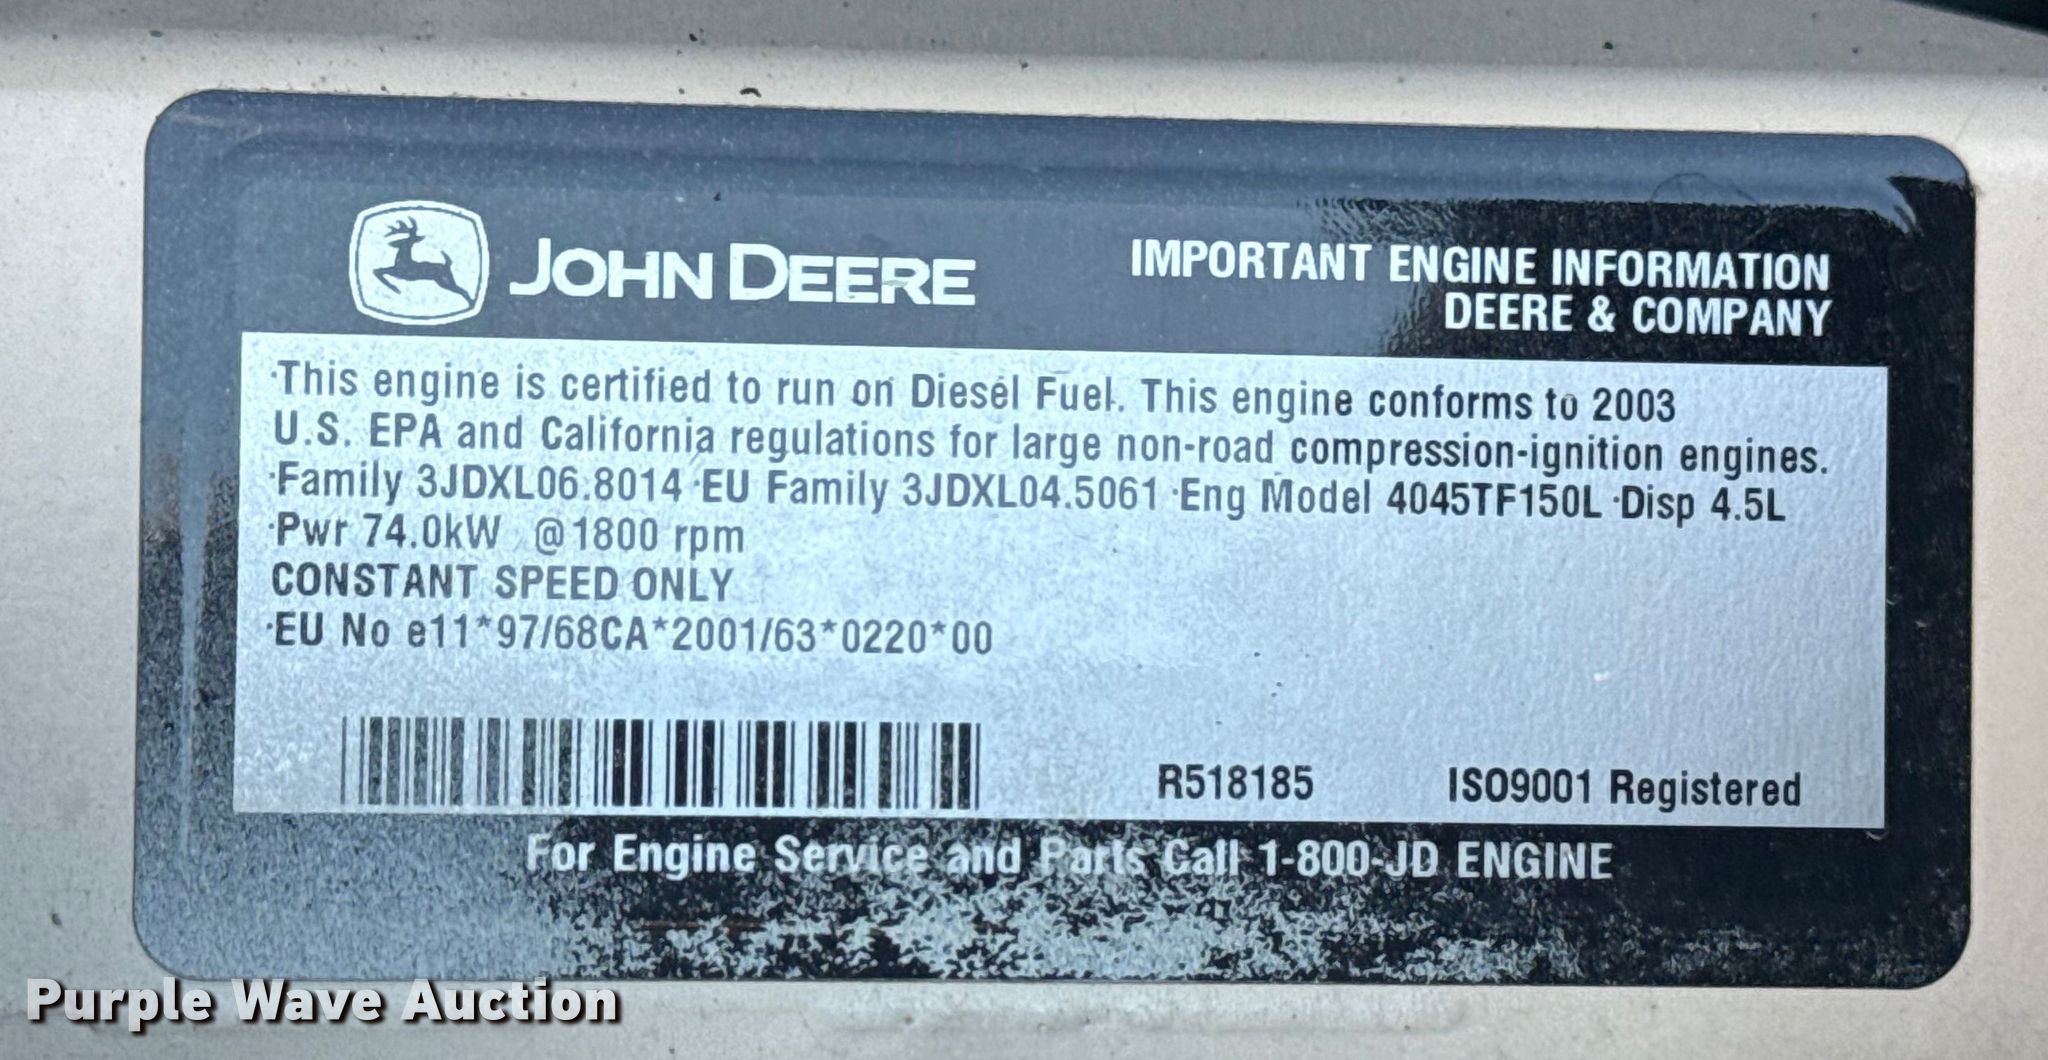 JOHN DEERE
IMPORTANT ENGINE INFORMATION
DEERE & COMPANY
·This engine is certified to run on Diesel Fuel. This engine conforms to 2003
U.S. EPA and California regulations for large non-road compression-ignition engines.
·Family 3JDXL06.8014 ·EU Family 3JDXL04.5061 ·Eng Model 4045TF150L ·Disp 4.5L
·Pwr 74.0kW @1800 rpm
CONSTANT SPEED ONLY
·EU No e11*97/68CA*2001/63*0220*00
R518185 ISO9001 Registered
For Engine Service and Parts Call 1-800-JD ENGINE
Purple Wave Auction